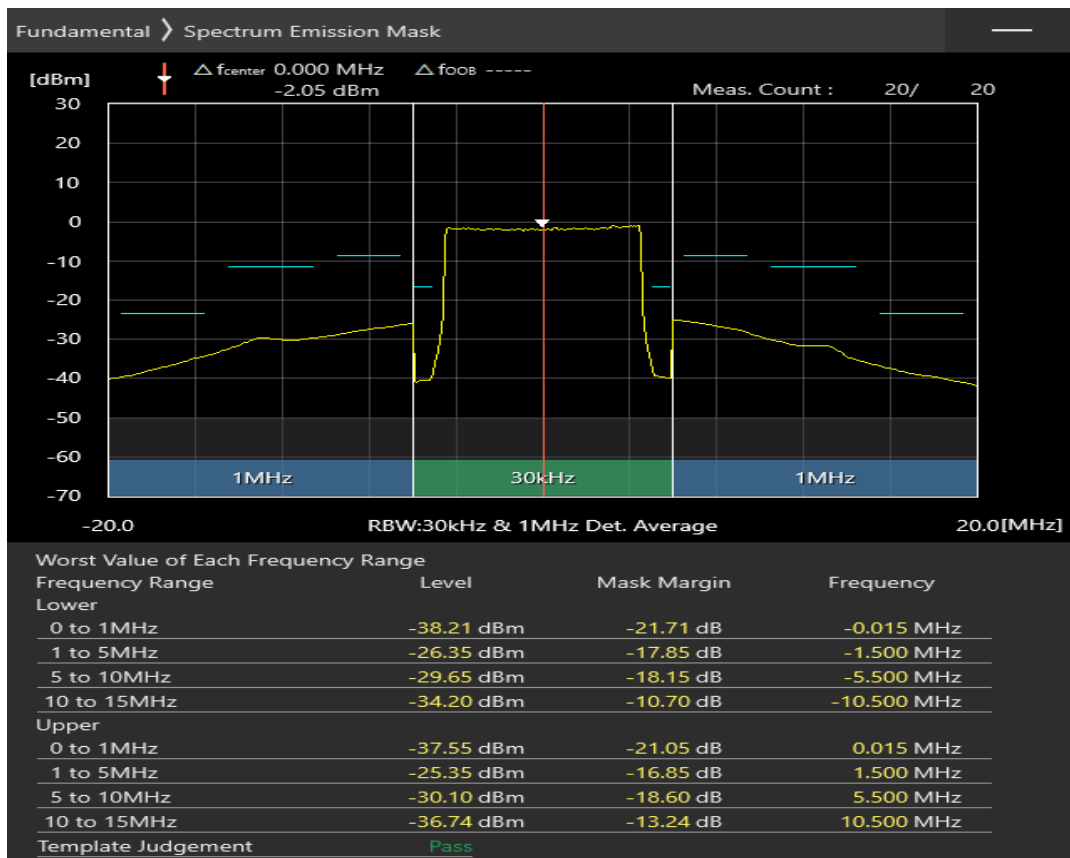 Fundamental ❯ Spectrum Emission Mask
[dBm] △ fcenter 0.000 MHz △ fOOB -----
-2.05 dBm Meas. Count : 20/ 20
30
20
10
0
-10
-20
-30
-40
-50
-60
1MHz 30kHz 1MHz
-70
-20.0 RBW:30kHz & 1MHz Det. Average 20.0[MHz]
Worst Value of Each Frequency Range
Frequency Range Level Mask Margin Frequency
Lower
0 to 1MHz -38.21 dBm -21.71 dB -0.015 MHz
1 to 5MHz -26.35 dBm -17.85 dB -1.500 MHz
5 to 10MHz -29.65 dBm -18.15 dB -5.500 MHz
10 to 15MHz -34.20 dBm -10.70 dB -10.500 MHz
Upper
0 to 1MHz -37.55 dBm -21.05 dB 0.015 MHz
1 to 5MHz -25.35 dBm -16.85 dB 1.500 MHz
5 to 10MHz -30.10 dBm -18.60 dB 5.500 MHz
10 to 15MHz -36.74 dBm -13.24 dB 10.500 MHz
Template Judgement Pass